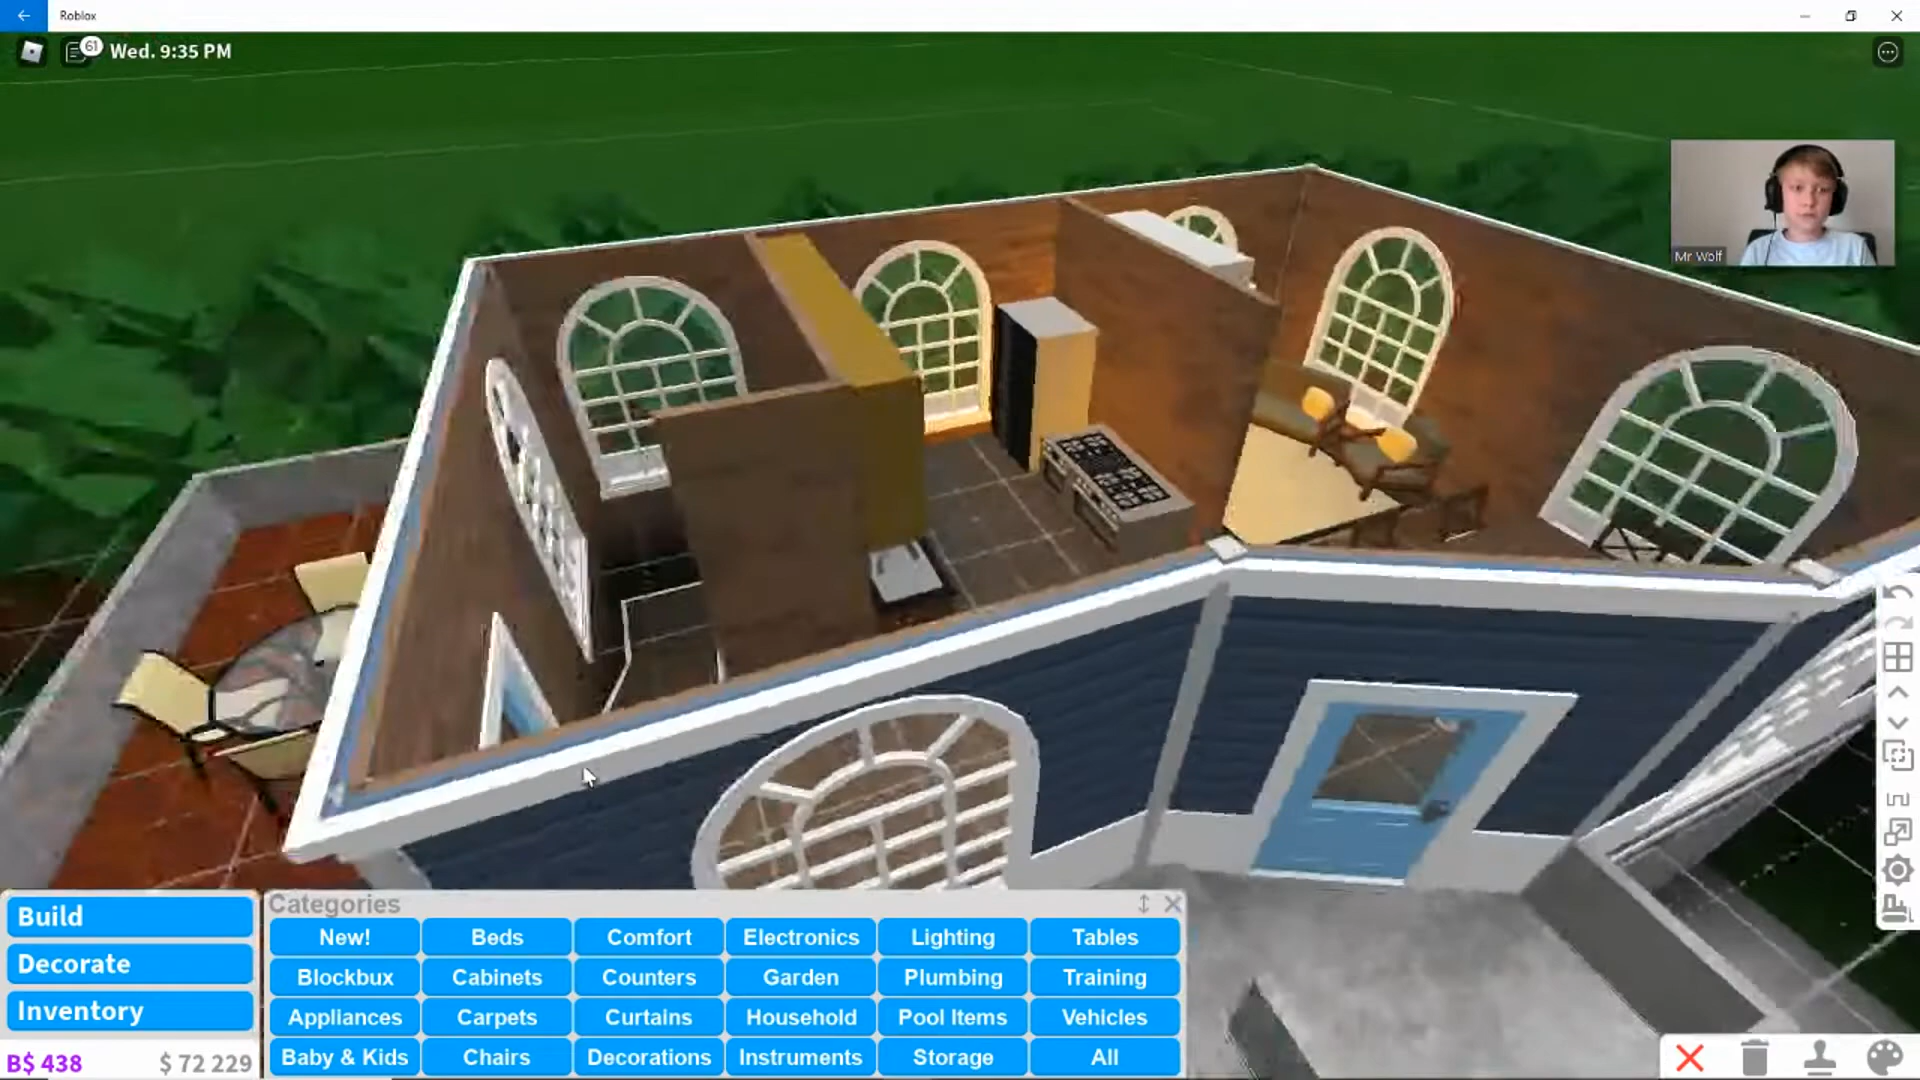 Roblox
61 Wed. 9:35 PM
Mr Wolf
Build
Decorate
Inventory
B$ 438 $ 72 229
Categories
New! Beds Comfort Electronics Lighting Tables
Blockbux Cabinets Counters Garden Plumbing Training
Appliances Carpets Curtains Household Pool Items Vehicles
Baby & Kids Chairs Decorations Instruments Storage All